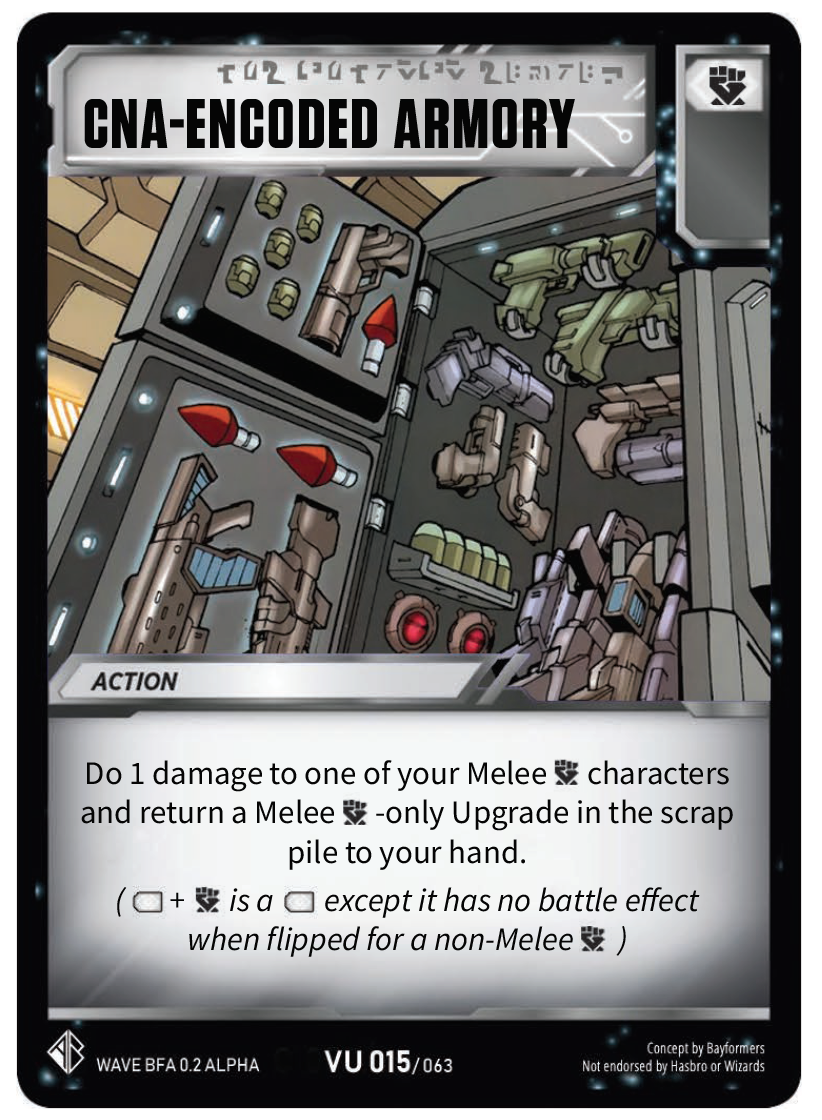 CNA-ENCODED ARMORY
ACTION
Do 1 damage to one of your Melee characters
and return a Melee -only Upgrade in the scrap
pile to your hand.
( + is a except it has no battle effect
when flipped for a non-Melee )
WAVE BFA 0.2 ALPHA
VU 015/063
Concept by Bayformers
Not endorsed by Hasbro or Wizards